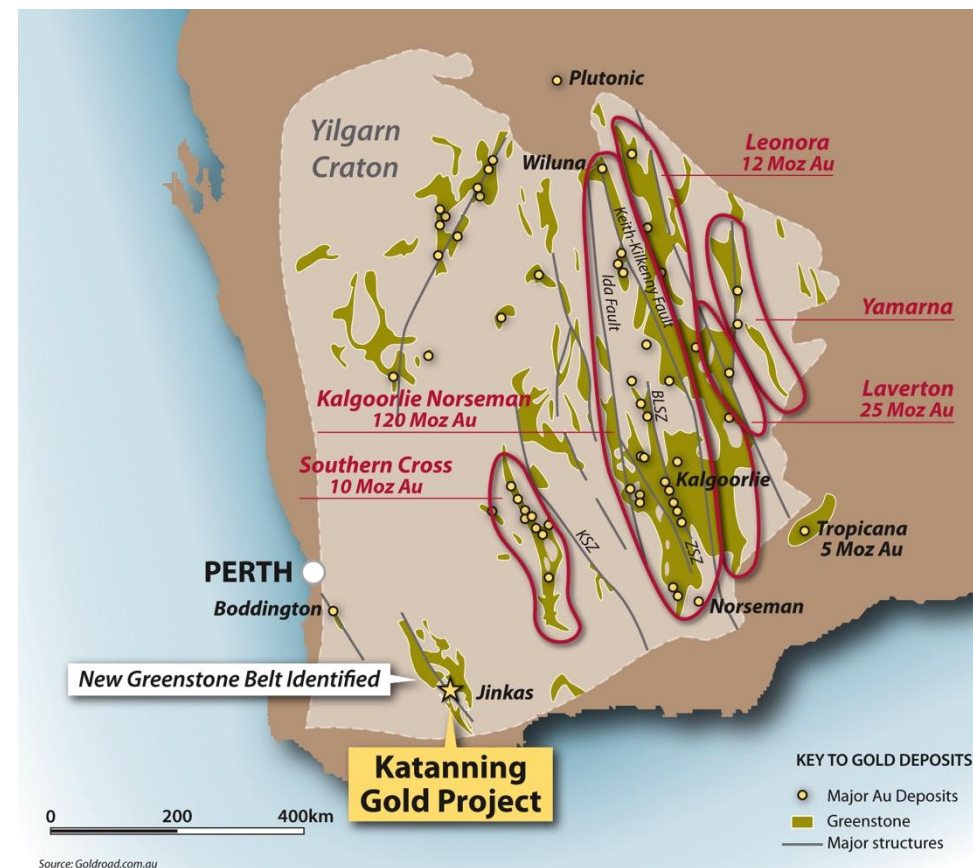 Plutonic
Yilgarn
Craton
Leonora
12 Moz Au
Wiluna
Keith-Kilkenny Fault
Ida Fault
Yamarna
Kalgoorlie Norseman
120 Moz Au
BLSZ
Laverton
25 Moz Au
Southern Cross
10 Moz Au
Kalgoorlie
KSZ
ZSZ
Tropicana
5 Moz Au
PERTH
Boddington
Norseman
New Greenstone Belt Identified
Jinkas
Katanning
Gold Project
KEY TO GOLD DEPOSITS
Major Au Deposits
Greenstone
Major structures
0 200 400km
Source: Goldroad.com.au